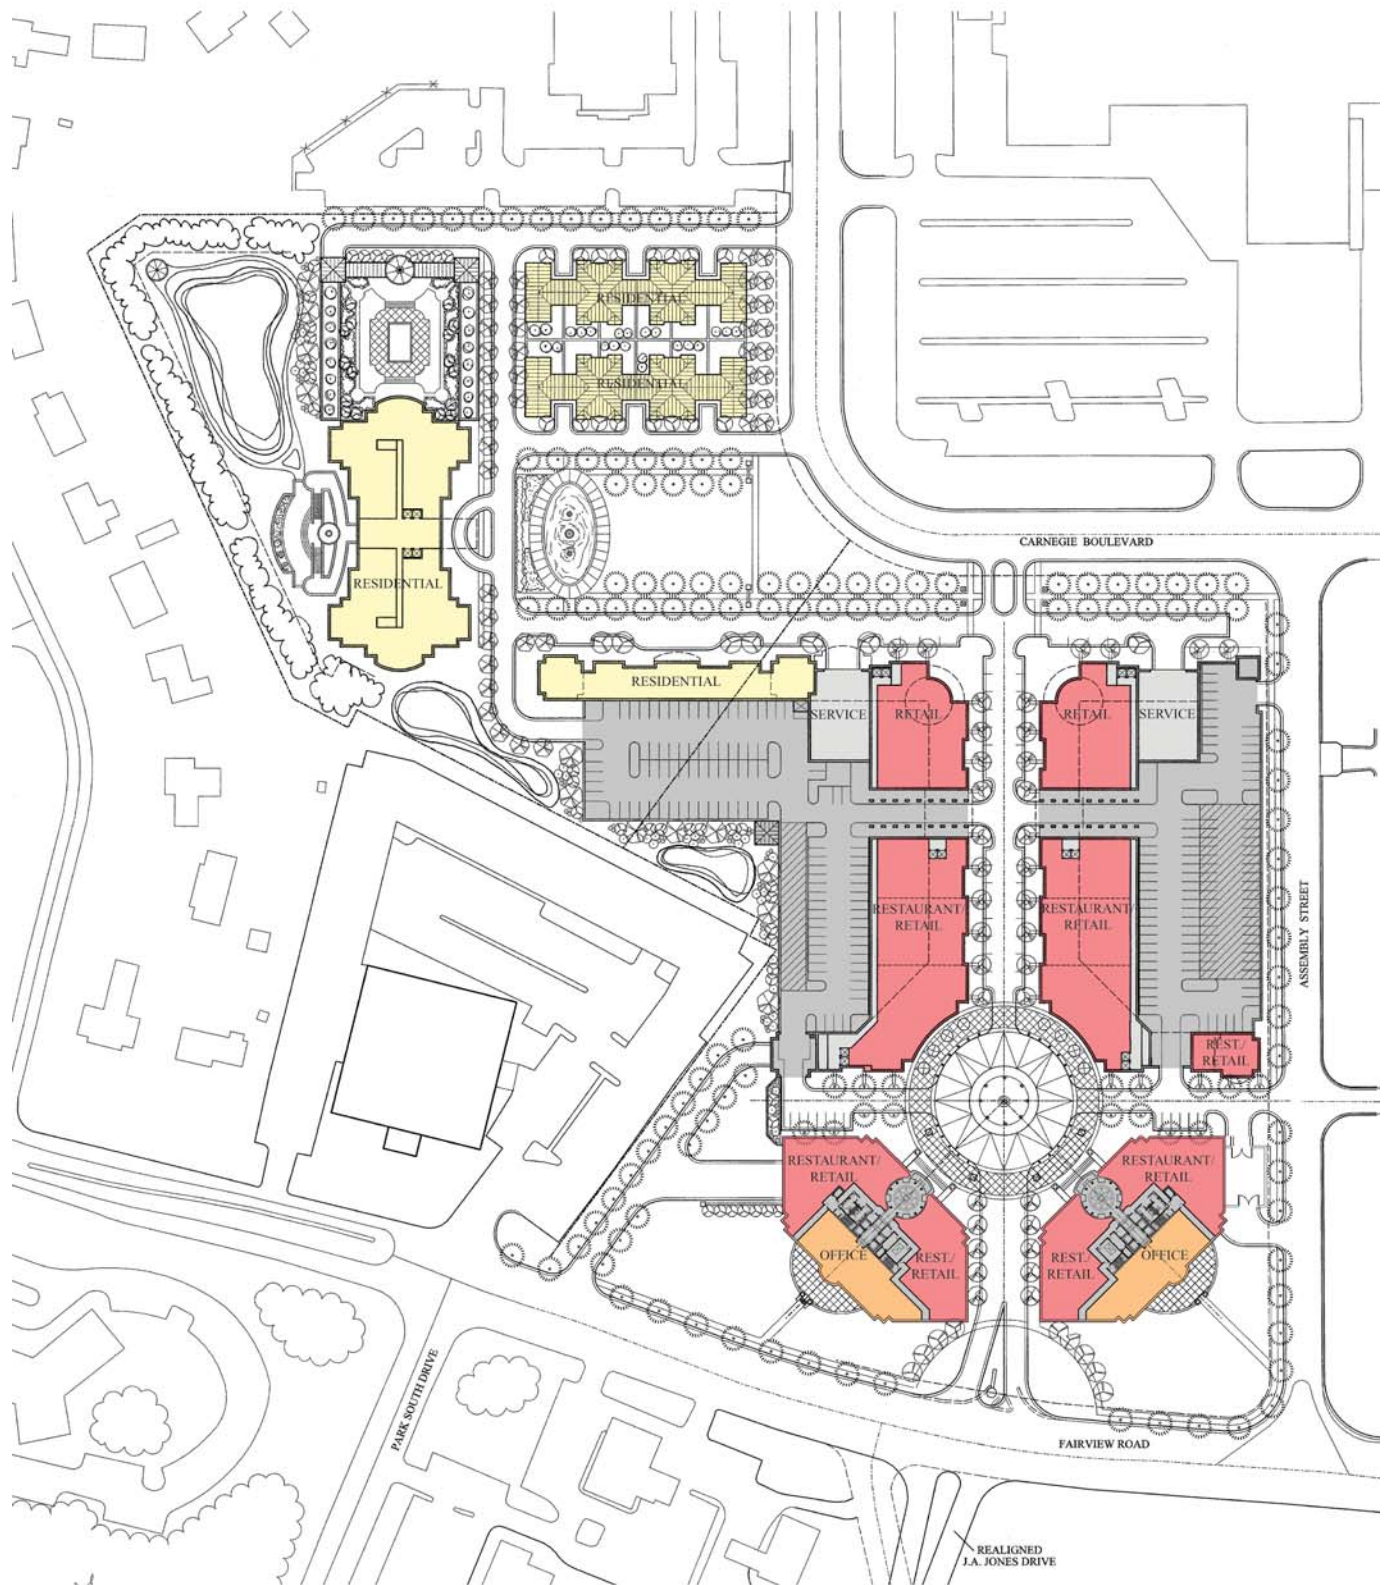 RESIDENTIAL
RESIDENTIAL
CARNEGIE BOULEVARD
RESIDENTIAL
RESIDENTIAL
SERVICE
RETAIL
RETAIL
SERVICE
RESTAURANT/
RETAIL
RESTAURANT/
RETAIL
ASSEMBLY STREET
REST./
RETAIL
RESTAURANT/
RETAIL
RESTAURANT/
RETAIL
OFFICE
REST./
RETAIL
REST./
RETAIL
OFFICE
PARK SOUTH DRIVE
FAIRVIEW ROAD
REALIGNED
J.A. JONES DRIVE